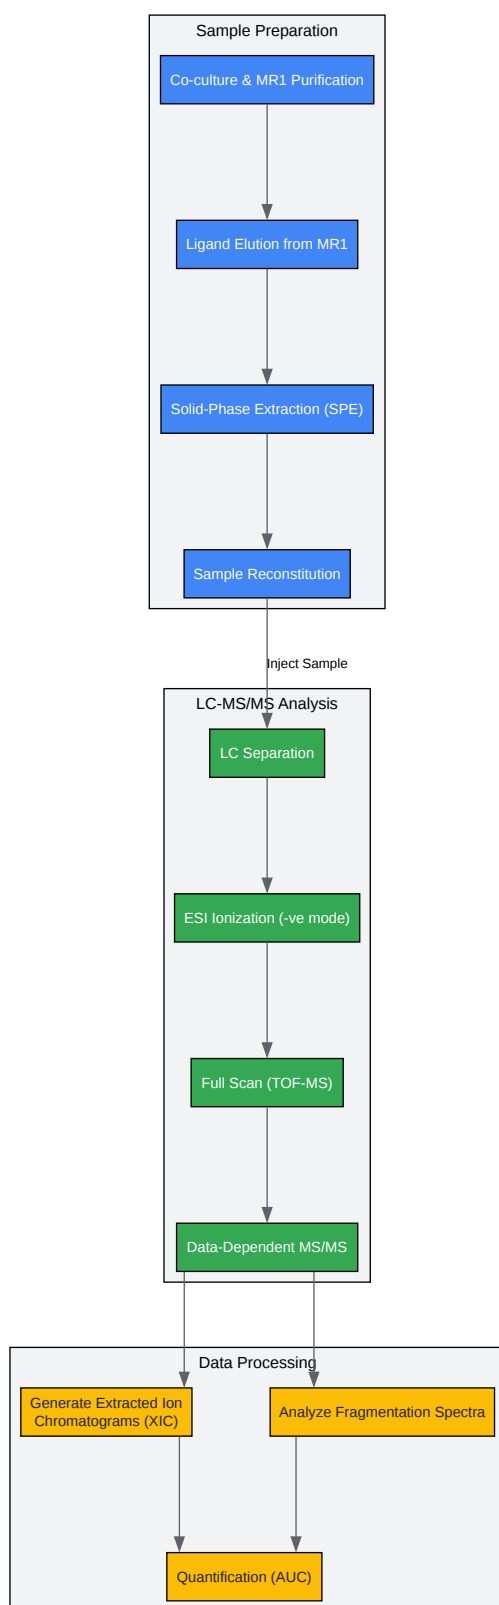 Sample Preparation
Co-culture & MR1 Purification
Ligand Elution from MR1
Solid-Phase Extraction (SPE)
Sample Reconstitution
Inject Sample
LC-MS/MS Analysis
LC Separation
ESI Ionization (-ve mode)
Full Scan (TOF-MS)
Data-Dependent MS/MS
Data Processing
Generate Extracted Ion
Chromatograms (XIC)
Analyze Fragmentation Spectra
Quantification (AUC)